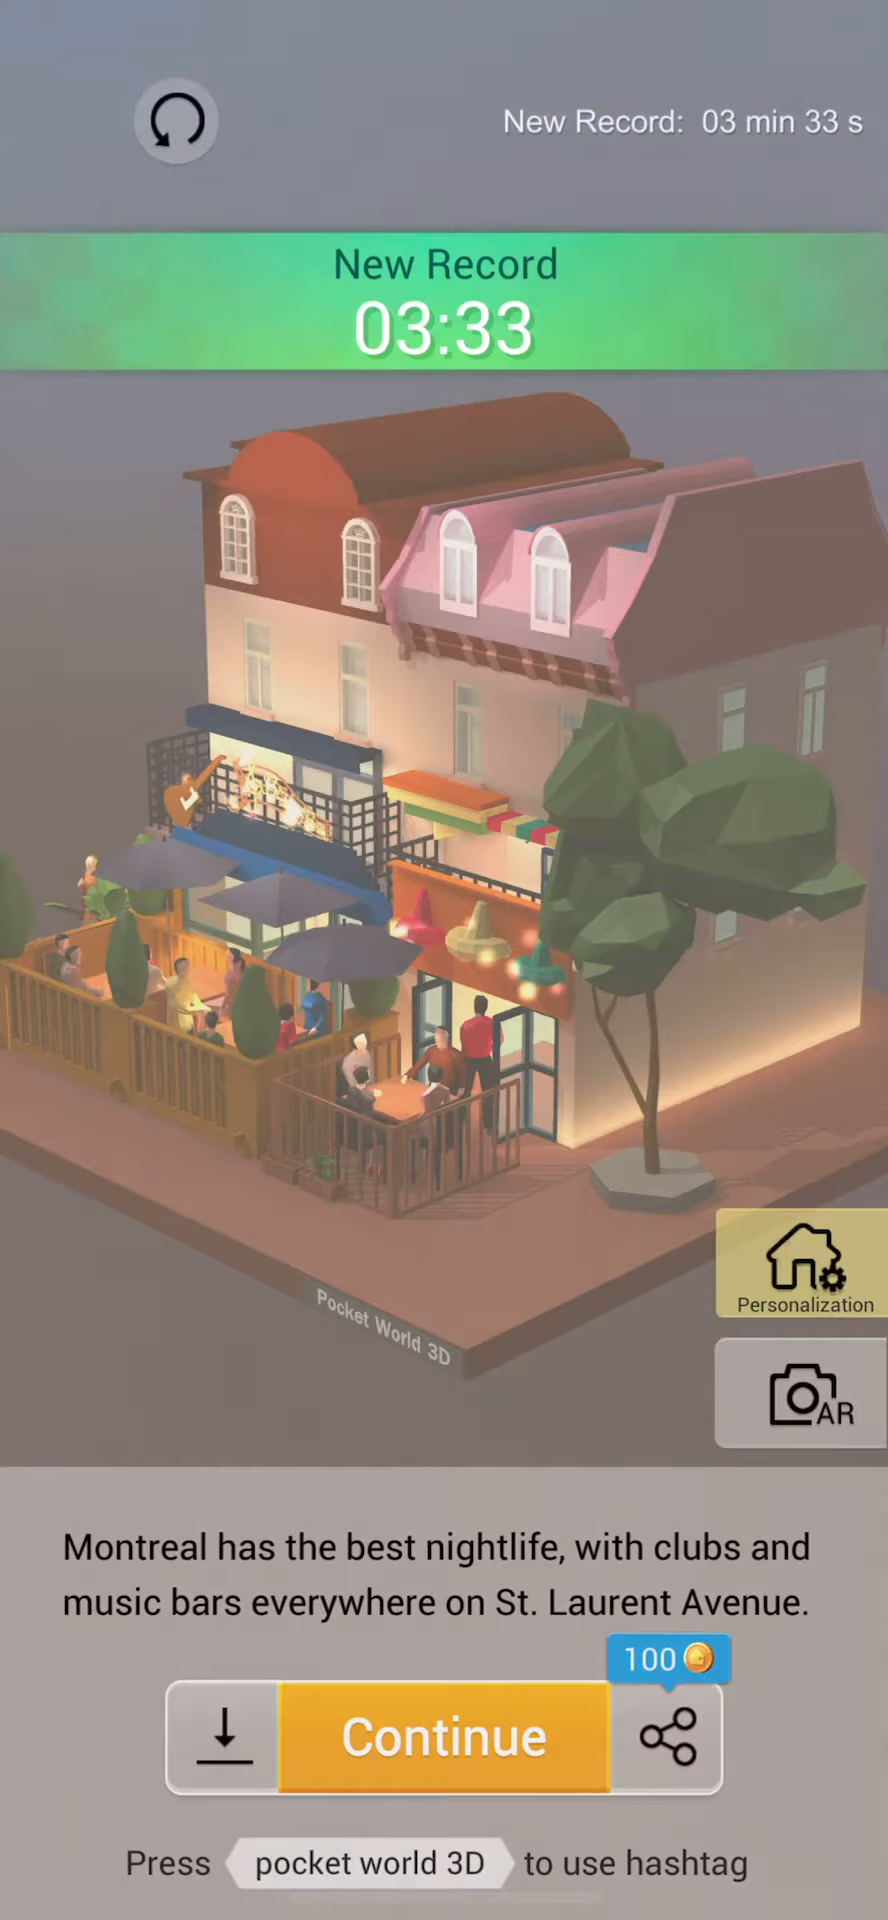 New Record: 03 min 33 s
New Record
03:33
Pocket World 3D
Personalization
AR
Montreal has the best nightlife, with clubs and
music bars everywhere on St. Laurent Avenue.
100
Continue
Press pocket world 3D to use hashtag